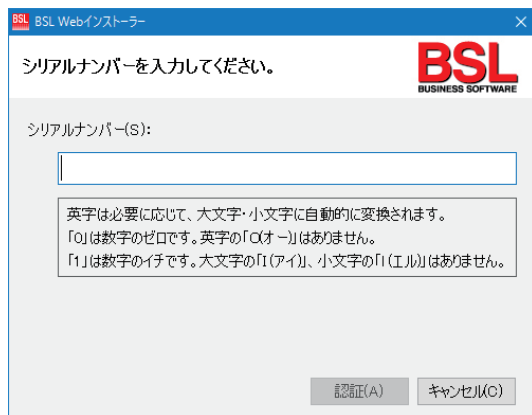 BSL BSL Webインストーラー
シリアルナンバーを入力してください。
BSL
BUSINESS SOFTWARE
シリアルナンバー(S):
英字は必要に応じて、大文字・小文字に自動的に変換されます。
「0」は数字のゼロです。英字の「O(オー)」はありません。
「1」は数字のイチです。大文字の「I(アイ)」、小文字の「l(エル)」はありません。
認証(A)
キャンセル(C)